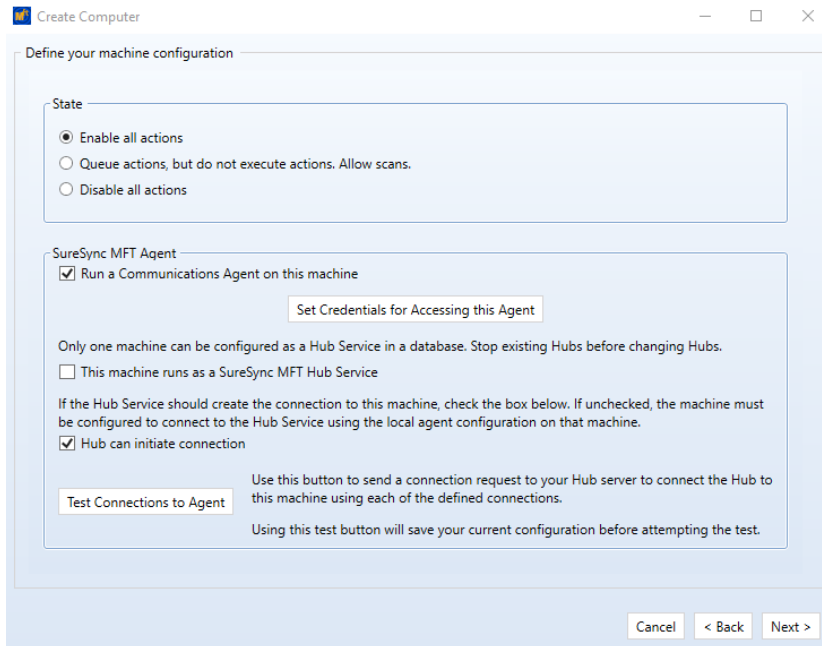 Create Computer
Define your machine configuration
State
Enable all actions
Queue actions, but do not execute actions. Allow scans.
Disable all actions
SureSync MFT Agent
Run a Communications Agent on this machine
Set Credentials for Accessing this Agent
Only one machine can be configured as a Hub Service in a database. Stop existing Hubs before changing Hubs.
This machine runs as a SureSync MFT Hub Service
If the Hub Service should create the connection to this machine, check the box below. If unchecked, the machine must
be configured to connect to the Hub Service using the local agent configuration on that machine.
Hub can initiate connection
Test Connections to Agent
Use this button to send a connection request to your Hub server to connect the Hub to
this machine using each of the defined connections.
Using this test button will save your current configuration before attempting the test.
Cancel
< Back
Next >